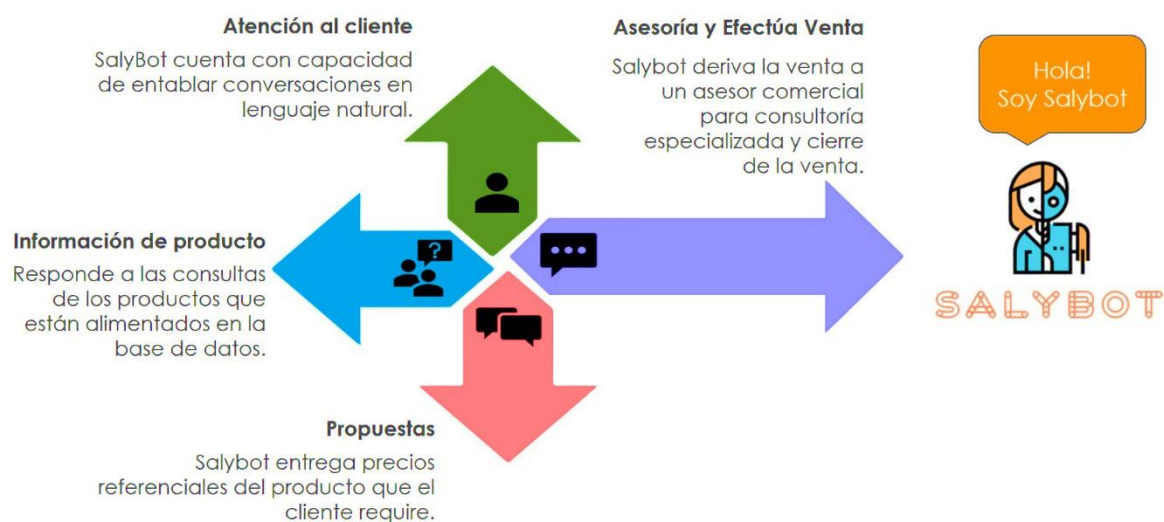 Atención al cliente
SalyBot cuenta con capacidad
de entablar conversaciones en
lenguaje natural.
Asesoría y Efectúa Venta
Salybot deriva la venta a
un asesor comercial
para consultoría
especializada y cierre
de la venta.
Hola!
Soy Salybot
Información de producto
Responde a las consultas
de los productos que
están alimentados en la
base de datos.
?
SALYBOT
Propuestas
Salybot entrega precios
referenciales del producto que el
cliente require.